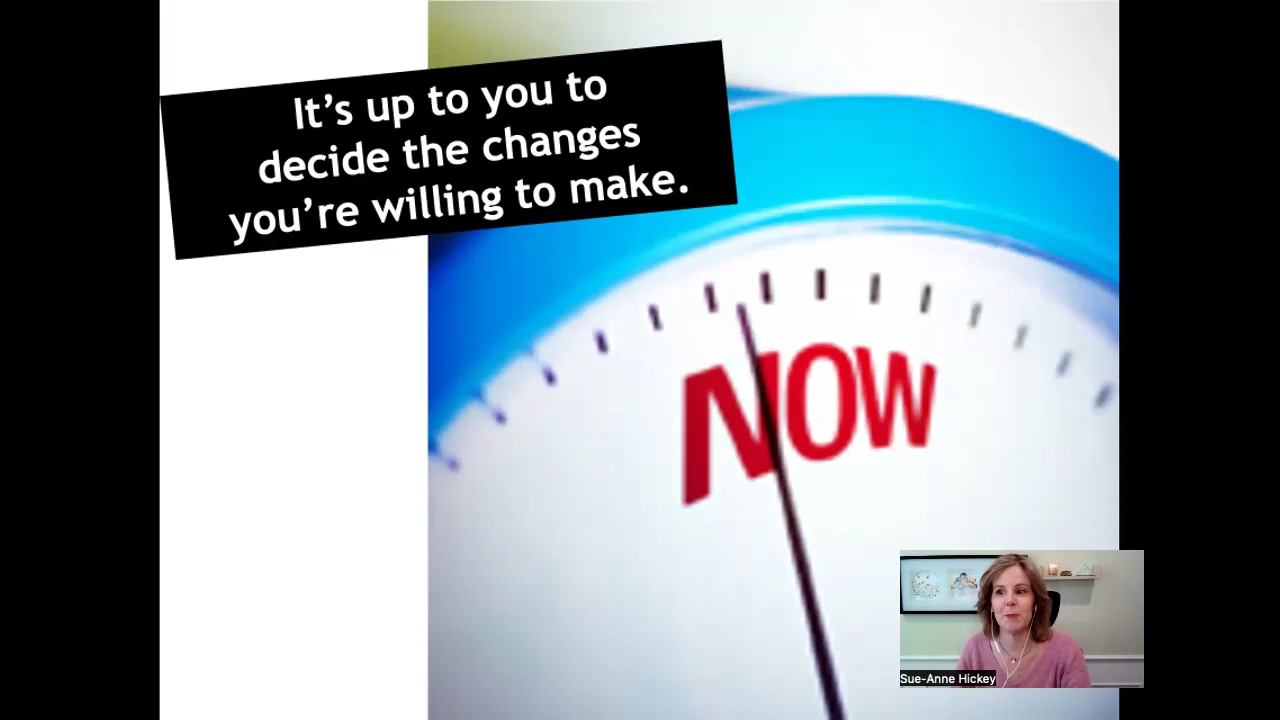 It's up to you to
decide the changes
you're willing to make.
NOW
Sue-Anne Hickey